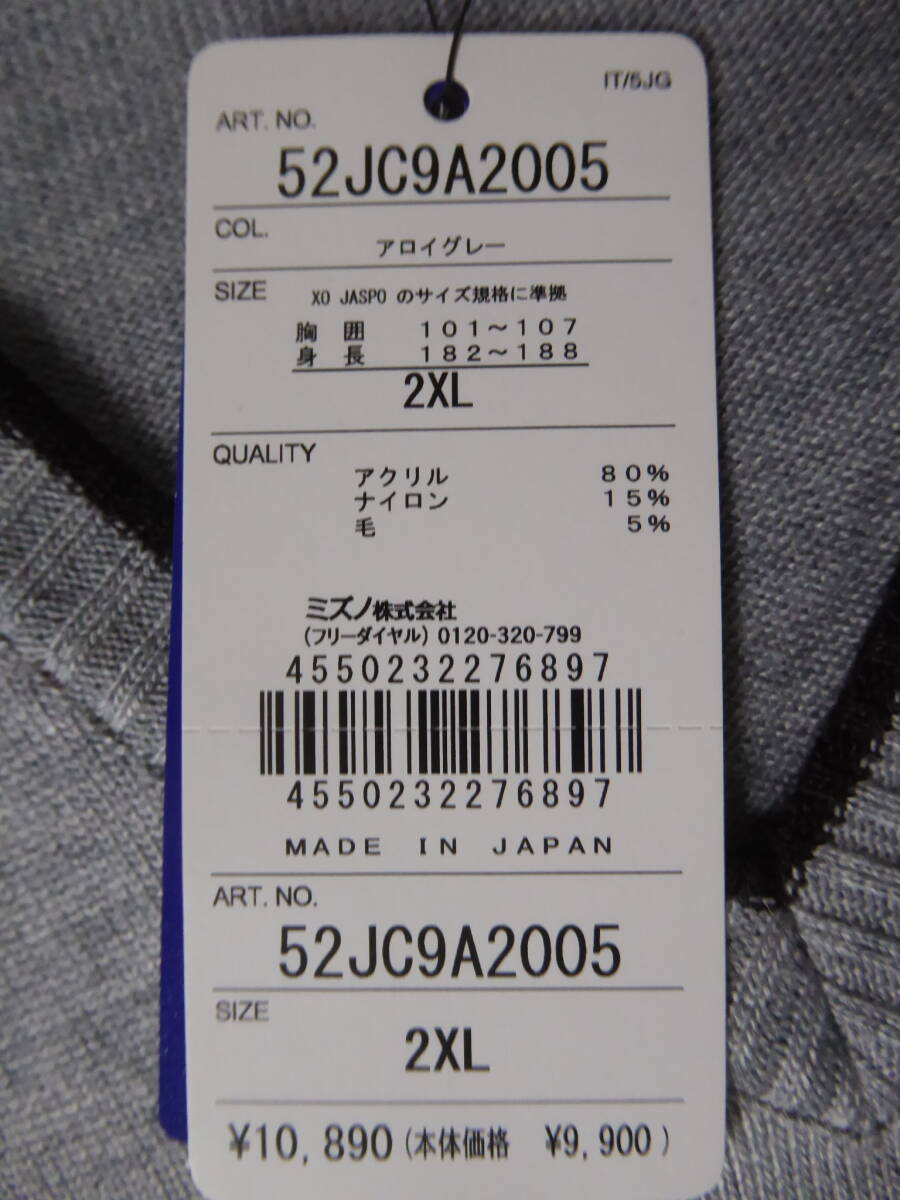 IT/5JG
ART. NO.
52JC9A2005
COL.
アロイグレー
SIZE XO JASPO のサイズ規格に準拠
胸囲 101～107
身長 182～188
2XL
QUALITY
アクリル 80%
ナイロン 15%
毛 5%
ミズノ株式会社
(フリーダイヤル) 0120-320-799
4550232276897
4550232276897
MADE IN JAPAN
ART. NO.
52JC9A2005
SIZE
2XL
¥10,890(本体価格 ¥9,900)